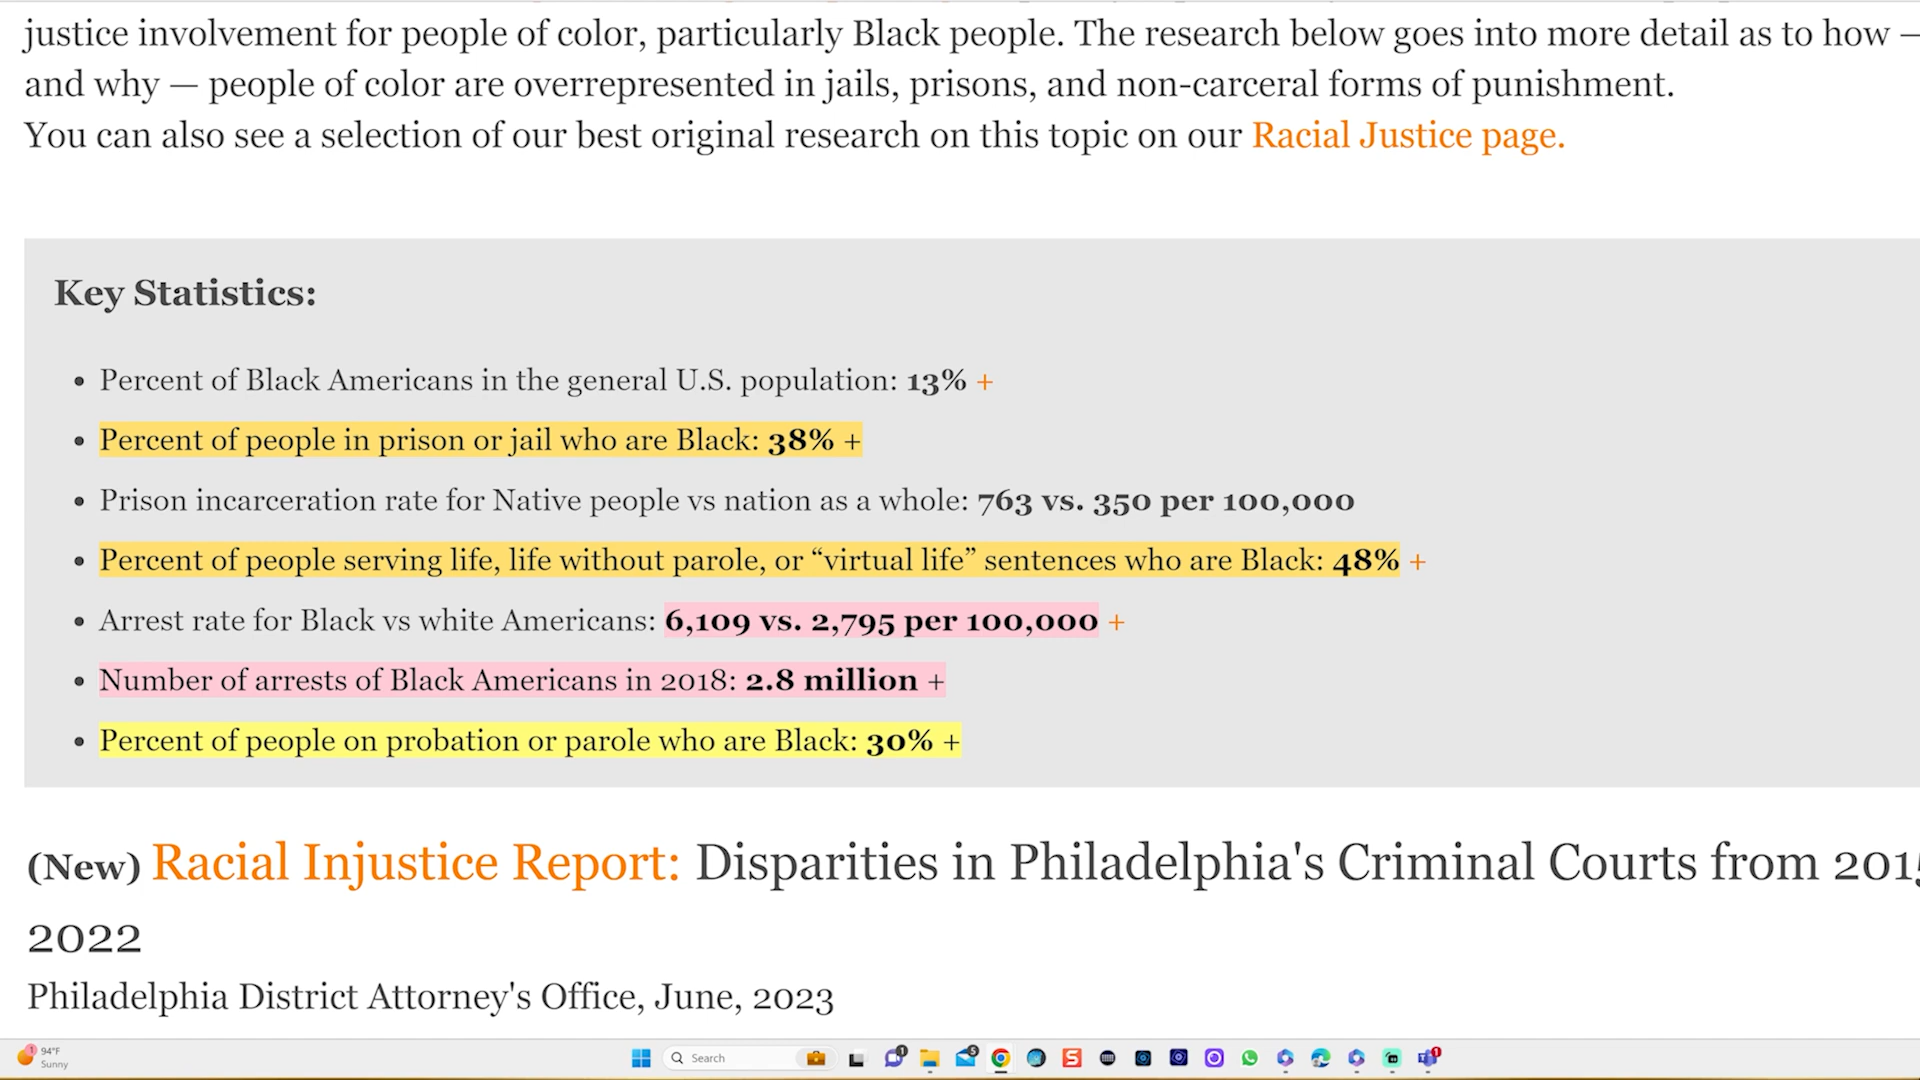 justice involvement for people of color, particularly Black people. The research below goes into more detail as to how —
and why — people of color are overrepresented in jails, prisons, and non-carceral forms of punishment.
You can also see a selection of our best original research on this topic on our Racial Justice page.
Key Statistics:
• Percent of Black Americans in the general U.S. population: 13% +
• Percent of people in prison or jail who are Black: 38% +
• Prison incarceration rate for Native people vs nation as a whole: 763 vs. 350 per 100,000
• Percent of people serving life, life without parole, or “virtual life” sentences who are Black: 48% +
• Arrest rate for Black vs white Americans: 6,109 vs. 2,795 per 100,000 +
• Number of arrests of Black Americans in 2018: 2.8 million +
• Percent of people on probation or parole who are Black: 30% +
(New) Racial Injustice Report: Disparities in Philadelphia's Criminal Courts from 2015
2022
Philadelphia District Attorney's Office, June, 2023
1
94°F
Sunny
Search
1
5
1